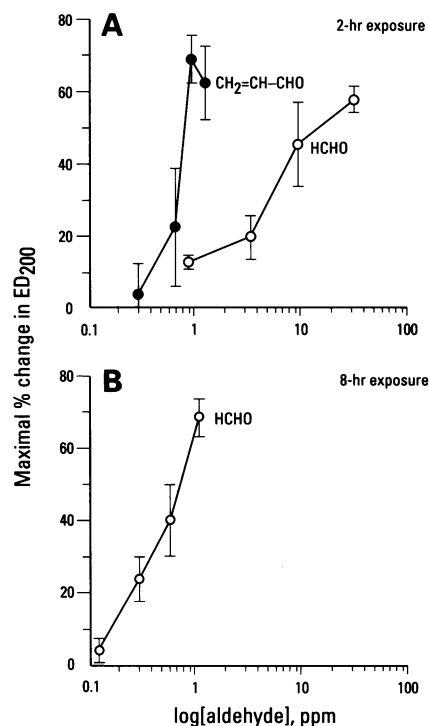 A
2-hr exposure
80
60
40
20
0
CH₂=CH–CHO
HCHO
0.1 1 10 100
Maximal % change in ED₂₀₀
B
8-hr exposure
80
60
40
20
0
HCHO
0.1 1 10 100
log[aldehyde], ppm